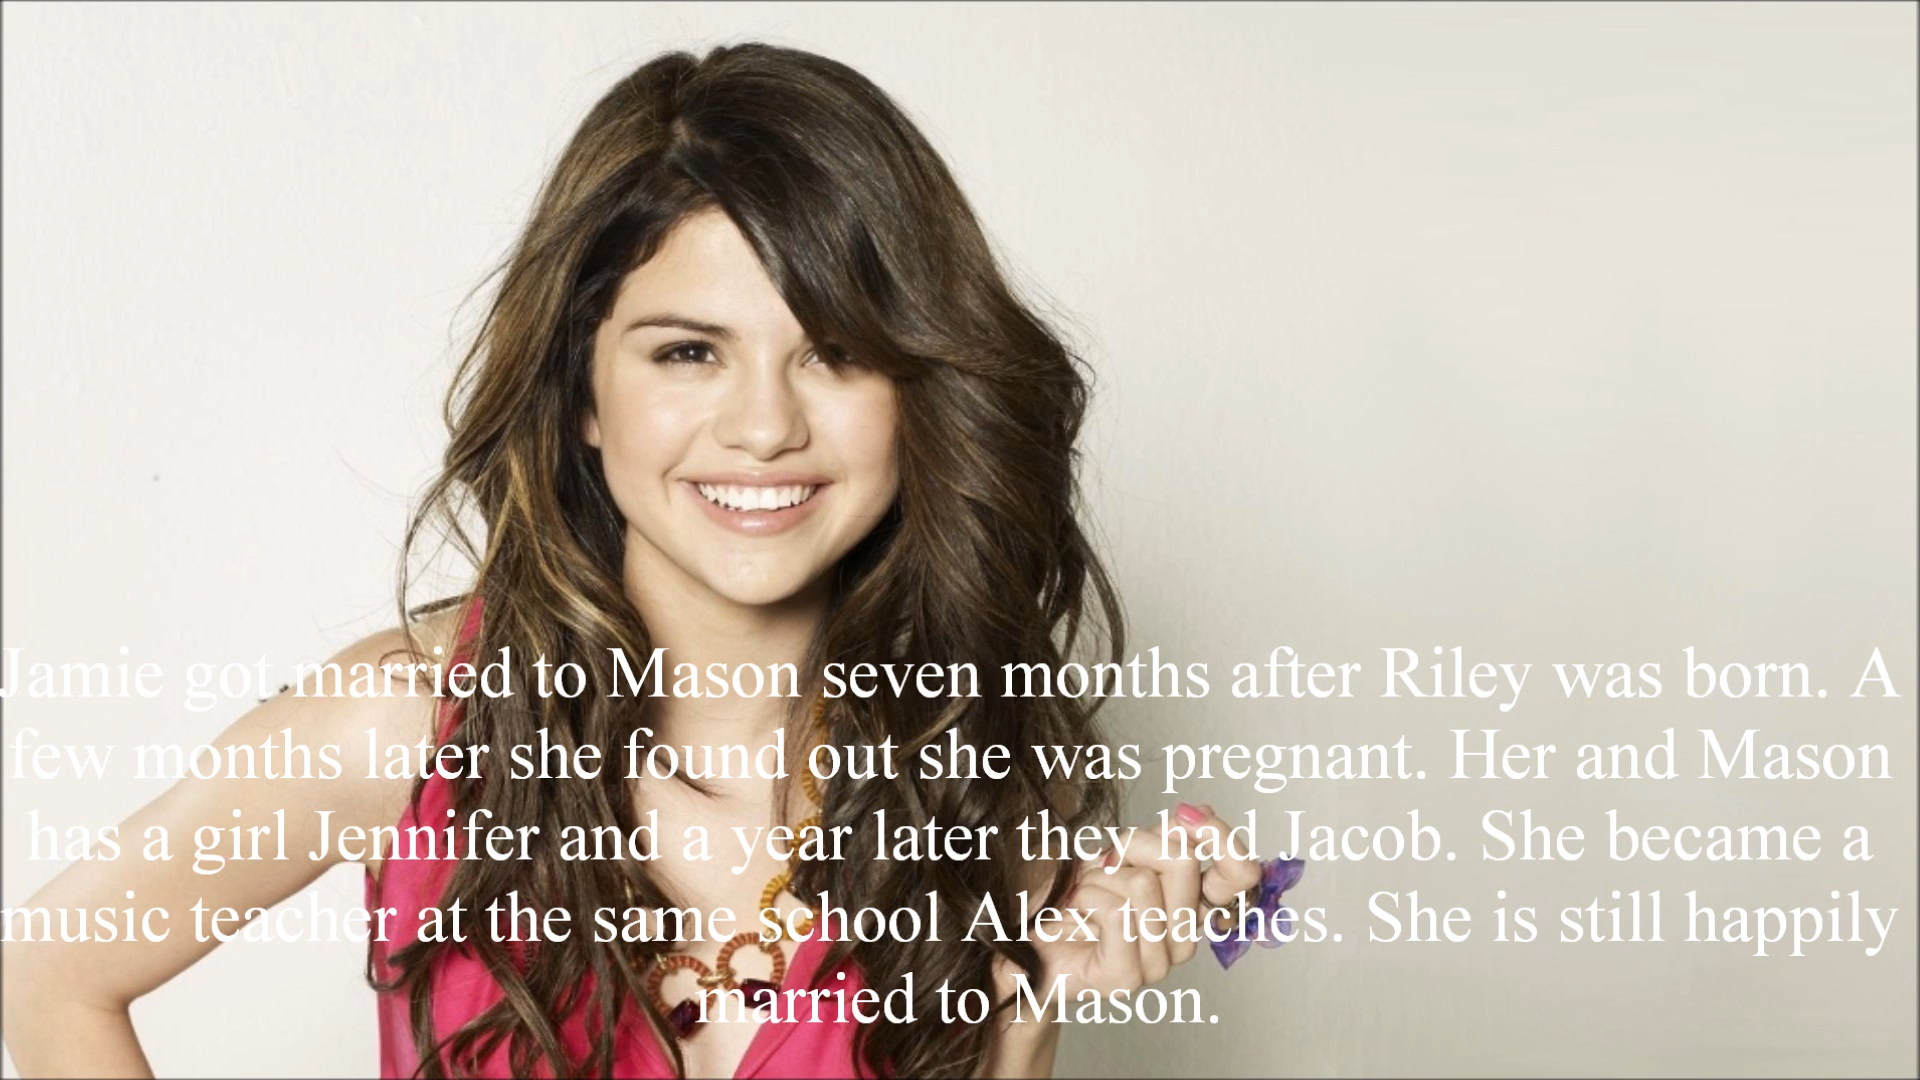 Jamie got married to Mason seven months after Riley was born. A
few months later she found out she was pregnant. Her and Mason
has a girl Jennifer and a year later they had Jacob. She became a
music teacher at the same school Alex teaches. She is still happily
married to Mason.